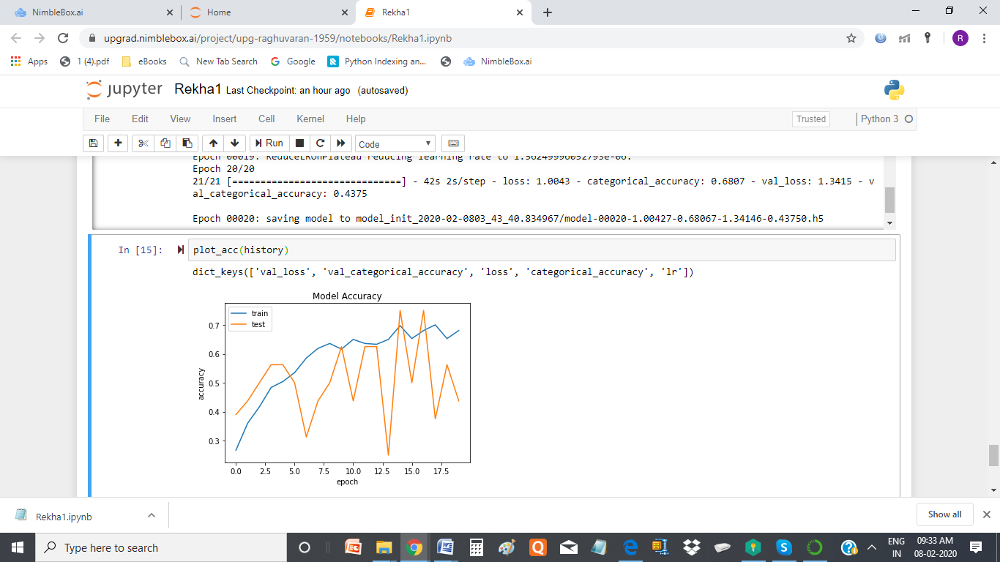 NimbleBox.ai
Home
Rekha1
upgrad.nimblebox.ai/project/upg-raghuvaran-1959/notebooks/Rekha1.ipynb
R
Apps
1 (4).pdf
eBooks
New Tab Search
Google
Python Indexing an...
NimbleBox.ai
jupyter Rekha1 Last Checkpoint: an hour ago (autosaved)
File Edit View Insert Cell Kernel Help
Trusted
Python 3
Run
Code
Epoch 00019: ReduceLROnPlateau reducing learning rate to 1.56249996052793e-06.
Epoch 20/20
21/21 [==============================] - 42s 2s/step - loss: 1.0043 - categorical_accuracy: 0.6807 - val_loss: 1.3415 - v
al_categorical_accuracy: 0.4375
Epoch 00020: saving model to model_init_2020-02-0803_43_40.834967/model-00020-1.00427-0.68067-1.34146-0.43750.h5
In [15]:
plot_acc(history)
dict_keys(['val_loss', 'val_categorical_accuracy', 'loss', 'categorical_accuracy', 'lr'])
Model Accuracy
train
test
0.7
0.6
0.5
0.4
0.3
accuracy
0.0 2.5 5.0 7.5 10.0 12.5 15.0 17.5
epoch
Rekha1.ipynb
Show all
Type here to search
ENG
IN
09:33 AM
08-02-2020